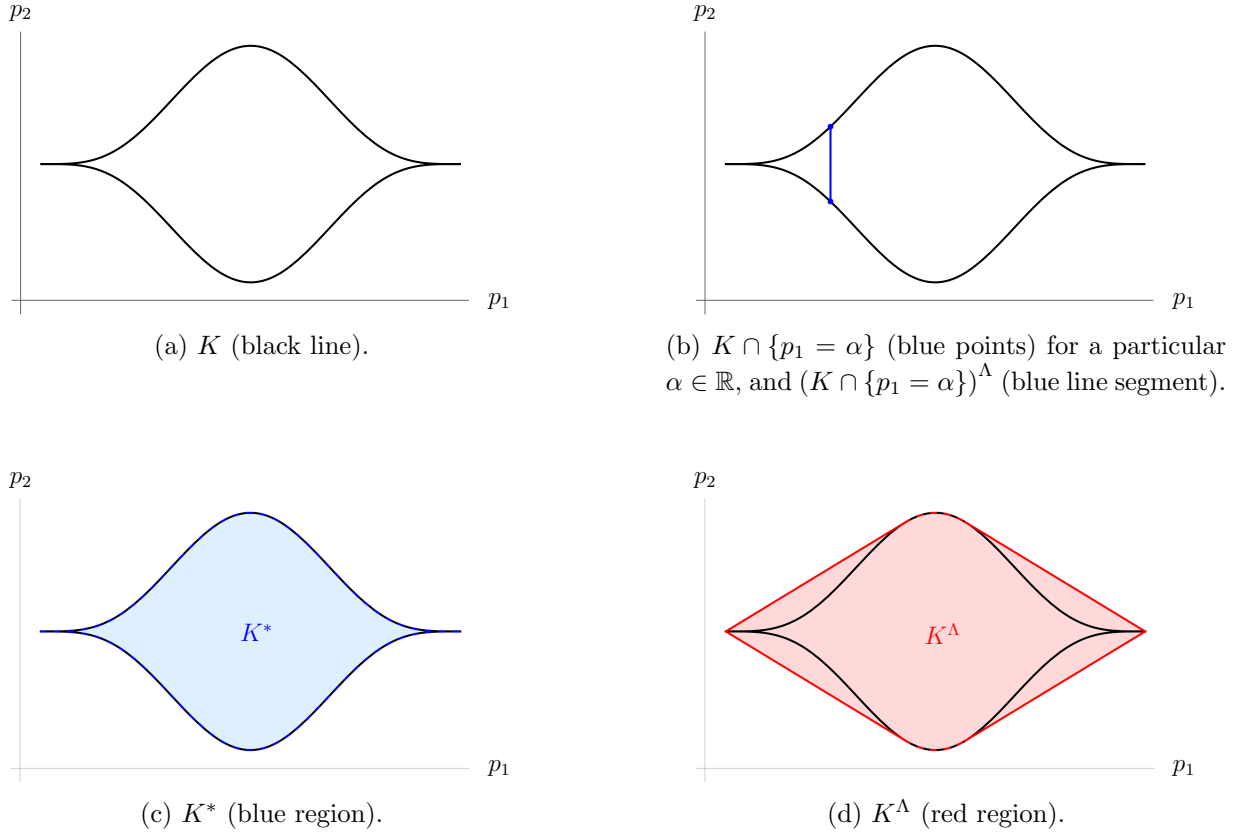 p₂
p₁
(a) K (black line).
p₂
p₁
(b) K ∩ {p₁ = α} (blue points) for a particular
α ∈ ℝ, and (K ∩ {p₁ = α})^Λ (blue line segment).
p₂
K*
p₁
(c) K* (blue region).
p₂
K^Λ
p₁
(d) K^Λ (red region).